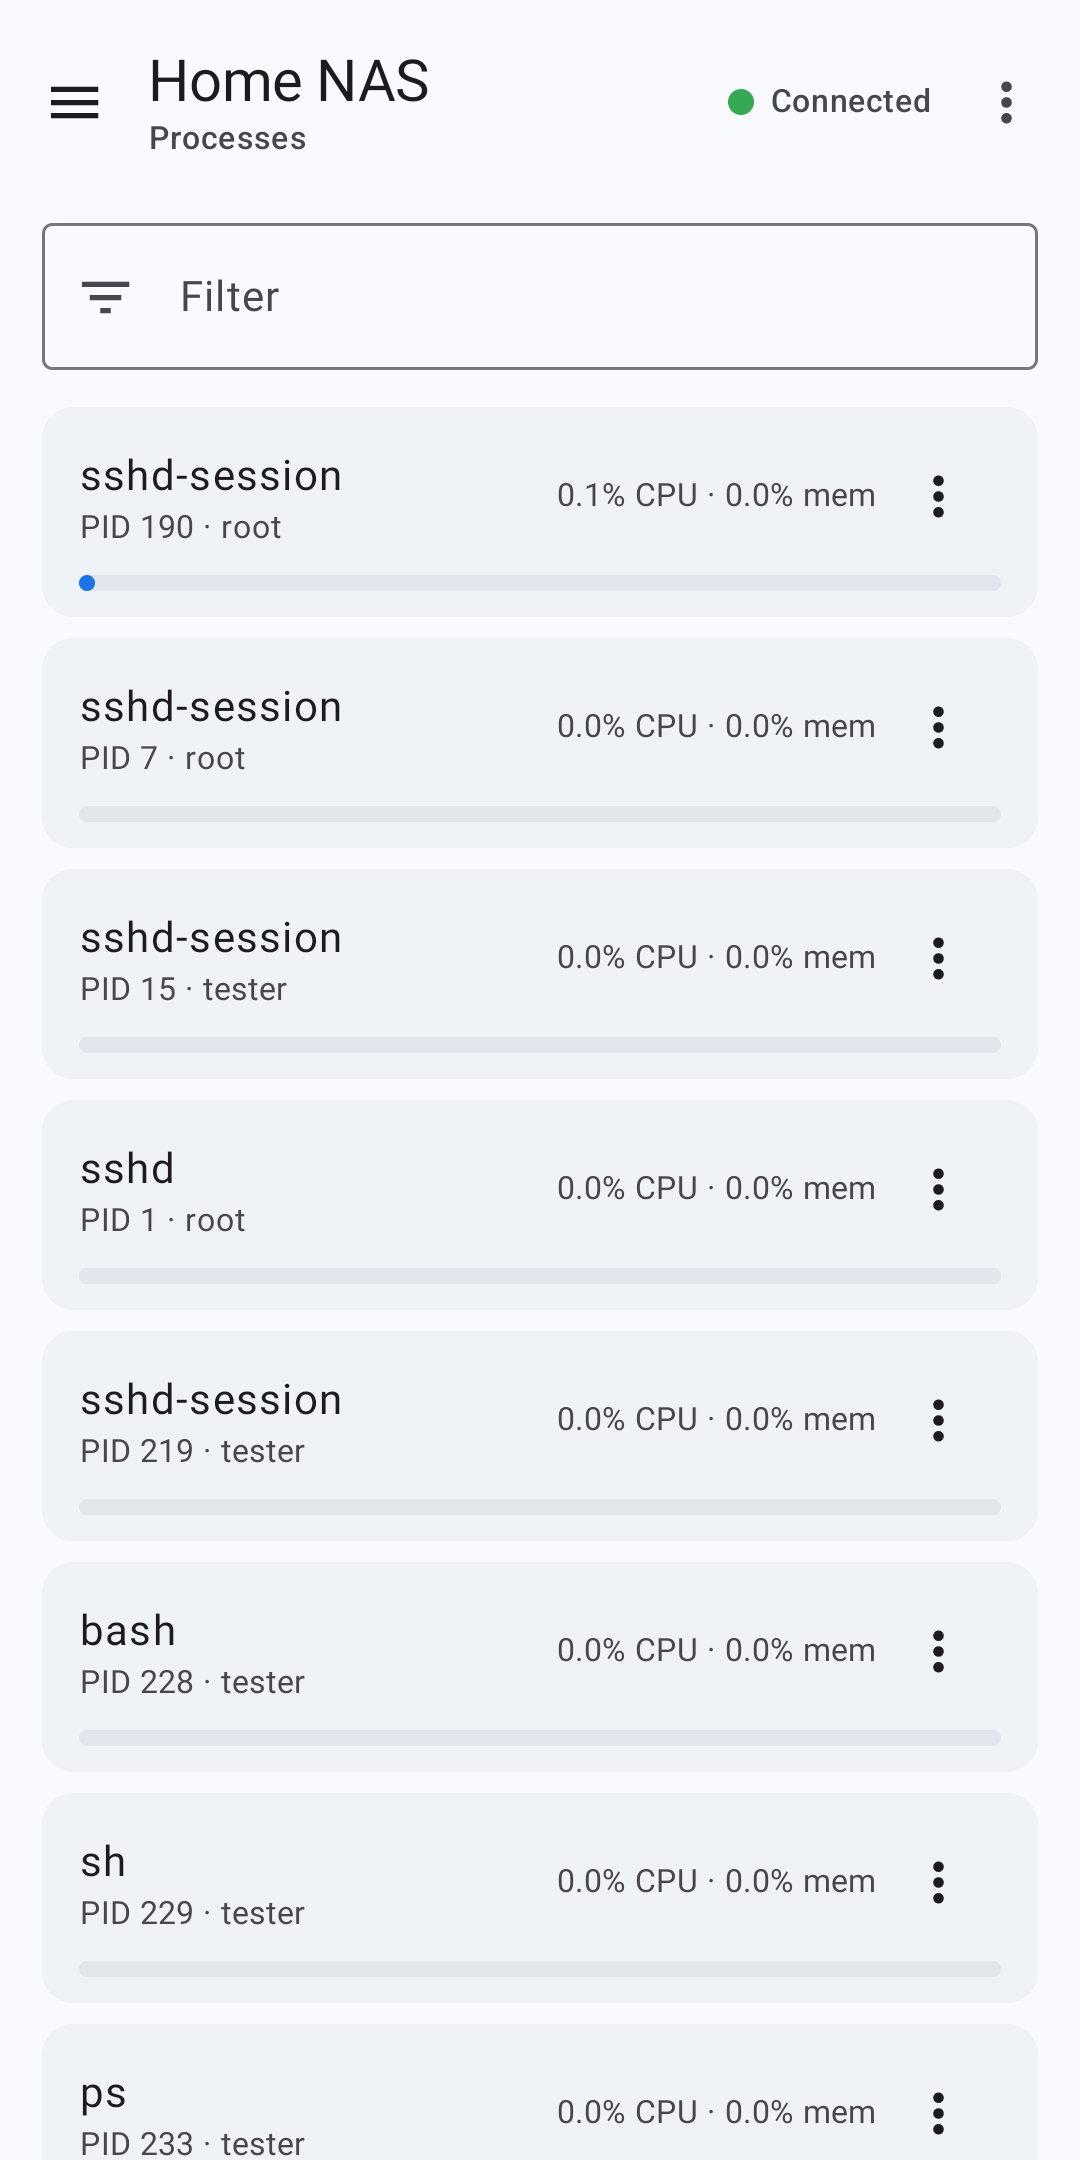 Home NAS
Processes
Connected
Filter
sshd-session
PID 190 · root
0.1% CPU · 0.0% mem
sshd-session
PID 7 · root
0.0% CPU · 0.0% mem
sshd-session
PID 15 · tester
0.0% CPU · 0.0% mem
sshd
PID 1 · root
0.0% CPU · 0.0% mem
sshd-session
PID 219 · tester
0.0% CPU · 0.0% mem
bash
PID 228 · tester
0.0% CPU · 0.0% mem
sh
PID 229 · tester
0.0% CPU · 0.0% mem
ps
PID 233 · tester
0.0% CPU · 0.0% mem